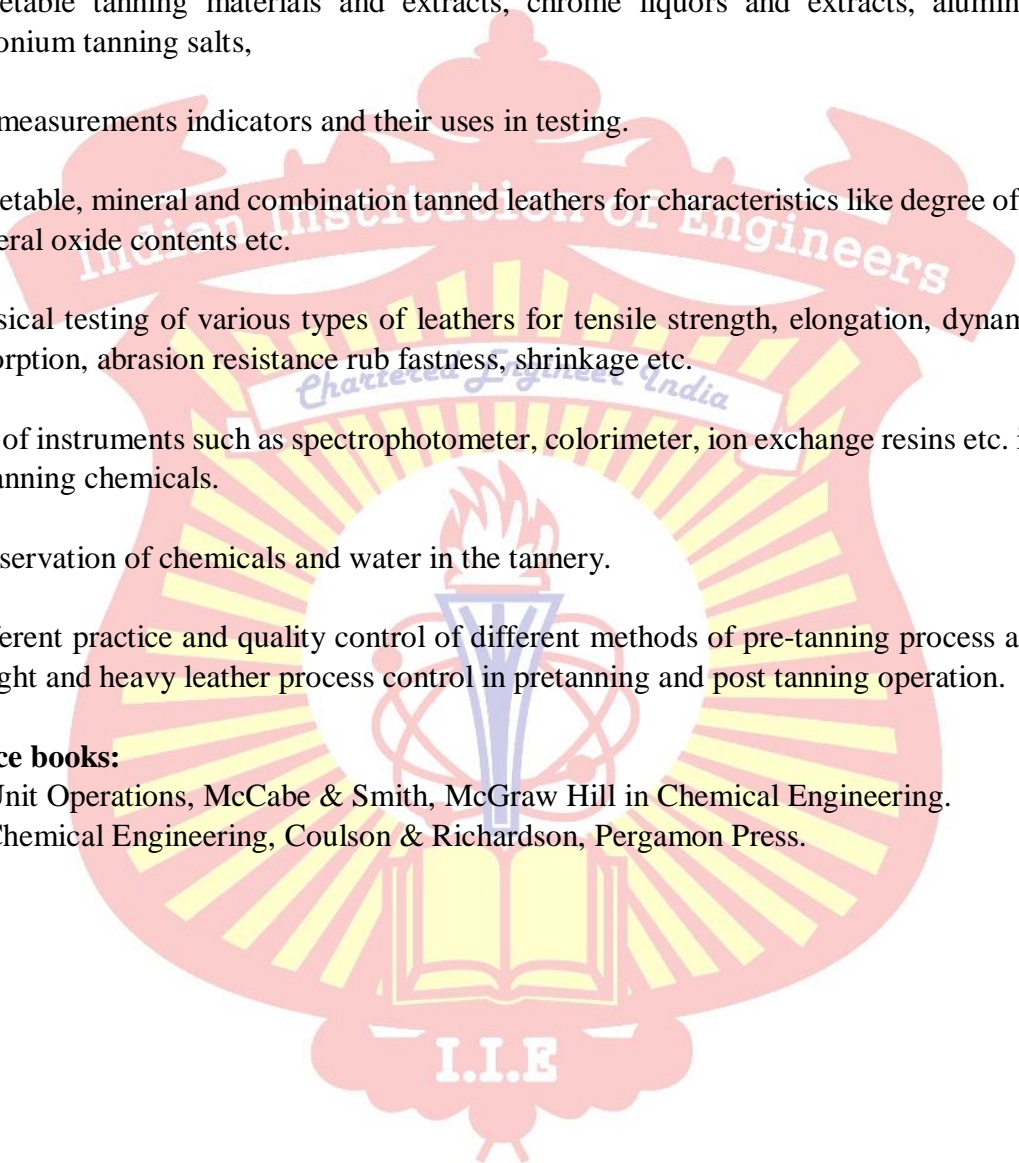 etable tanning materials and extracts, chrome liquors and extracts, alumin
onium tanning salts,
measurements indicators and their uses in testing.
etable, mineral and combination tanned leathers for characteristics like degree of
eral oxide contents etc.
Indian Institution Of Engineers
sical testing of various types of leathers for tensile strength, elongation, dynam
orption, abrasion resistance rub fastness, shrinkage etc.
Chartered Engineer India
of instruments such as spectrophotometer, colorimeter, ion exchange resins etc. i
anning chemicals.
servation of chemicals and water in the tannery.
ferent practice and quality control of different methods of pre-tanning process a
ght and heavy leather process control in pretanning and post tanning operation.
ce books:
Unit Operations, McCabe & Smith, McGraw Hill in Chemical Engineering.
Chemical Engineering, Coulson & Richardson, Pergamon Press.
I.I.E